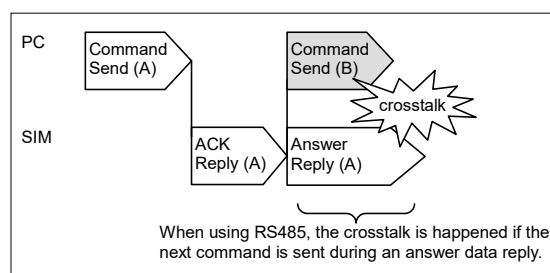 PC
Command
Send (A)
Command
Send (B)
crosstalk
SIM
ACK
Reply (A)
Answer
Reply (A)
When using RS485, the crosstalk is happened if the
next command is sent during an answer data reply.